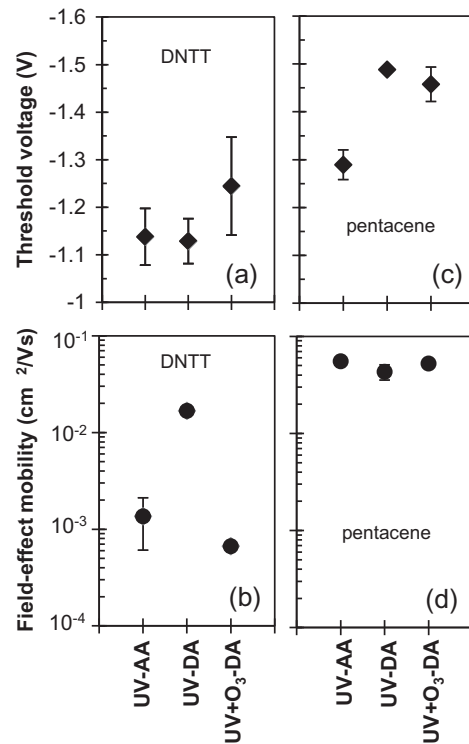 Threshold voltage (V)
-1.6
-1.5
-1.4
-1.3
-1.2
-1.1
-1
DNTT
(a)
pentacene
(c)
Field-effect mobility (cm ²/Vs)
10⁻¹
10⁻²
10⁻³
10⁻⁴
DNTT
(b)
pentacene
(d)
UV-AA
UV-DA
UV+O₃-DA
UV-AA
UV-DA
UV+O₃-DA